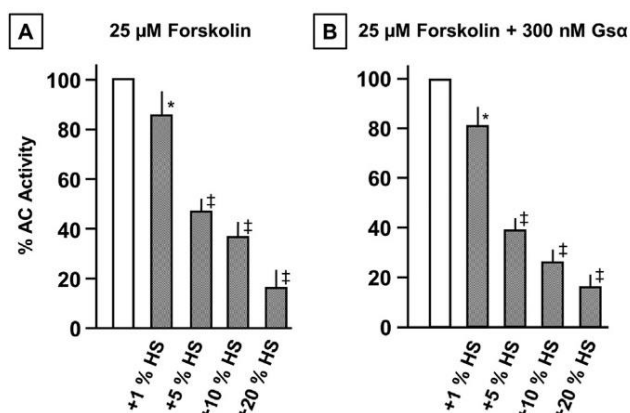 A 25 µM Forskolin
B 25 µM Forskolin + 300 nM Gsα
% AC Activity
100
80
60
40
20
0
*
‡
‡
‡
+1 % HS
+5 % HS
+10 % HS
+20 % HS
100
80
60
40
20
0
*
‡
‡
‡
+1 % HS
+5 % HS
+10 % HS
+20 % HS